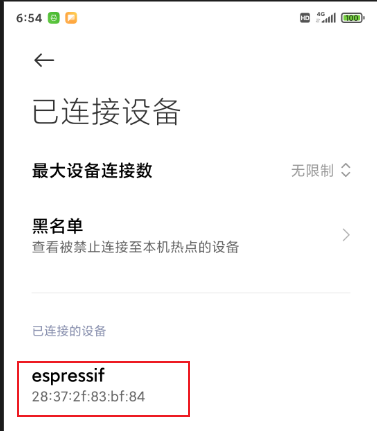 6:54 HD 4G 100
已连接设备
最大设备连接数 无限制
黑名单
查看被禁止连接至本机热点的设备
已连接的设备
espressif
28:37:2f:83:bf:84